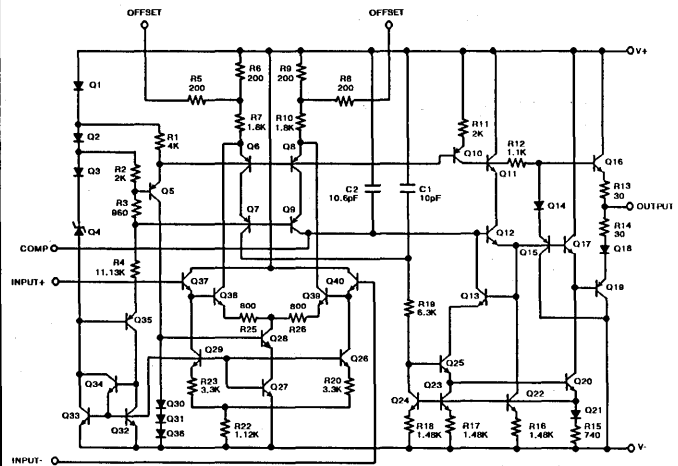 OFFSET
OFFSET
V+
Q1
R5
200
R6
200
R9
200
R8
200
R7
1.8K
R10
1.8K
R11
2K
Q2
R1
4K
R12
1.1K
Q3
R2
2K
Q5
Q6
Q8
Q10
Q11
Q16
R13
30
R3
960
C2
10.6pF
C1
10pF
Q14
OUTPUT
Q4
Q7
Q9
Q12
R14
30
Q15
Q17
Q18
COMP
R4
11.13K
INPUT+
Q37
Q38
Q39
Q40
Q13
Q19
800
R25
800
R26
R19
6.3K
Q35
Q28
Q29
Q26
Q25
Q34
R23
3.3K
Q27
R20
3.3K
Q24
Q23
Q22
Q20
Q33
Q32
Q30
Q31
Q36
R22
1.12K
R18
1.48K
R17
1.48K
R16
1.48K
Q21
R15
740
V-
INPUT-